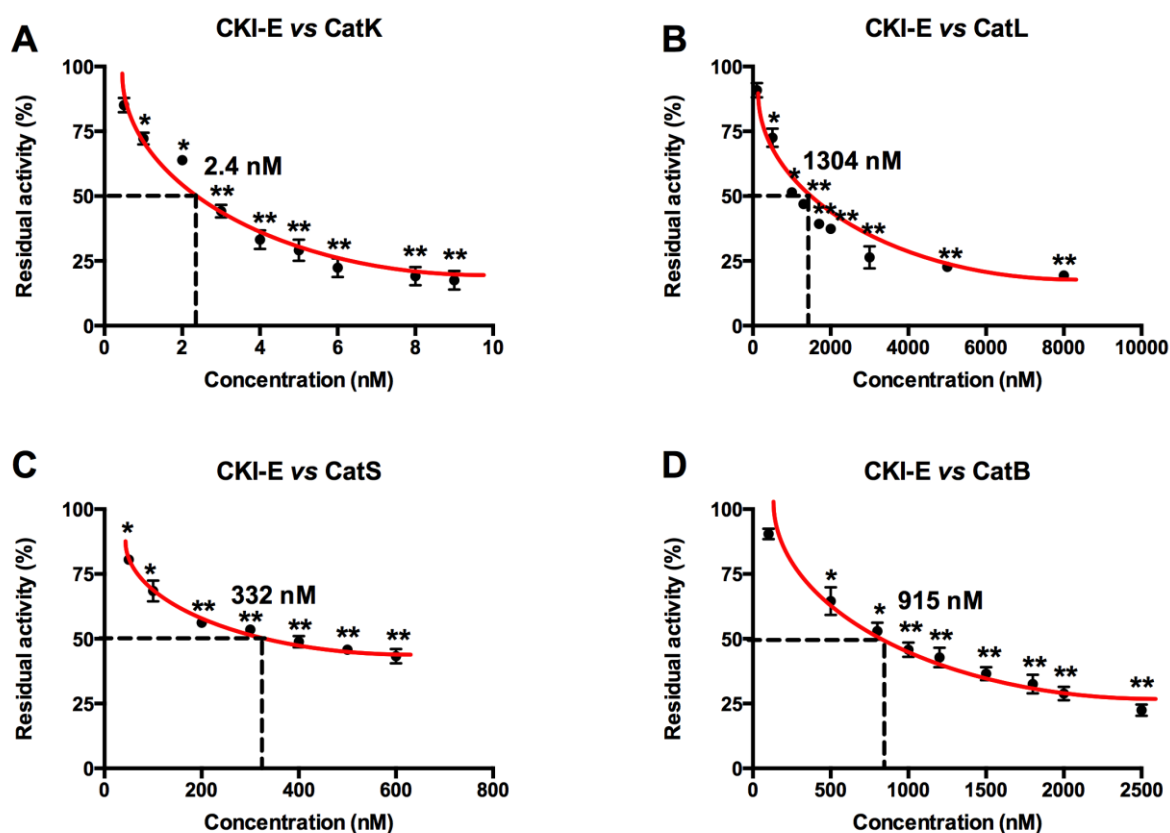 A
CKI-E vs CatK
Residual activity (%)
100
75
50
25
0
* * ** ** ** ** ** **
2.4 nM
0 2 4 6 8 10
Concentration (nM)
B
CKI-E vs CatL
Residual activity (%)
100
75
50
25
0
* * ** ** ** ** ** **
1304 nM
0 2000 4000 6000 8000 10000
Concentration (nM)
C
CKI-E vs CatS
Residual activity (%)
100
75
50
25
0
* * ** ** ** ** **
332 nM
0 200 400 600 800
Concentration (nM)
D
CKI-E vs CatB
Residual activity (%)
100
75
50
25
0
* * ** ** ** ** ** **
915 nM
0 500 1000 1500 2000 2500
Concentration (nM)